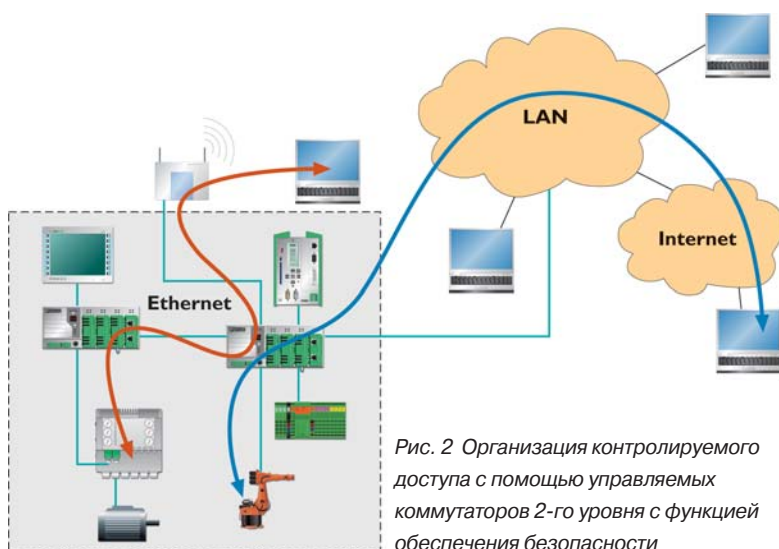 LAN
Internet
Ethernet
Рис. 2 Организация контролируемого
доступа с помощью управляемых
коммутаторов 2-го уровня с функцией
обеспечения безопасности